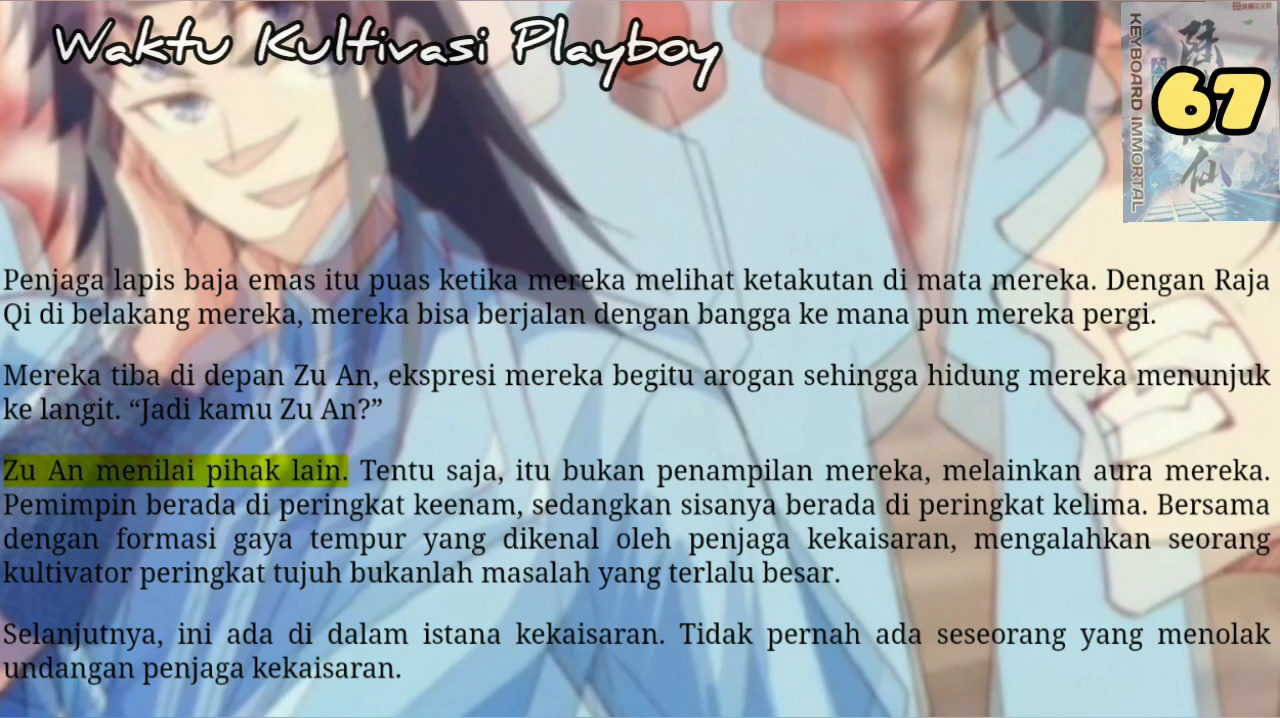 Waktu Kultivasi Playboy
KEYBOARD IMMORTAL
67
仙
Penjaga lapis baja emas itu puas ketika mereka melihat ketakutan di mata mereka. Dengan Raja
Qi di belakang mereka, mereka bisa berjalan dengan bangga ke mana pun mereka pergi.
Mereka tiba di depan Zu An, ekspresi mereka begitu arogan sehingga hidung mereka menunjuk
ke langit. “Jadi kamu Zu An?”
Zu An menilai pihak lain. Tentu saja, itu bukan penampilan mereka, melainkan aura mereka.
Pemimpin berada di peringkat keenam, sedangkan sisanya berada di peringkat kelima. Bersama
dengan formasi gaya tempur yang dikenal oleh penjaga kekaisaran, mengalahkan seorang
kultivator peringkat tujuh bukanlah masalah yang terlalu besar.
Selanjutnya, ini ada di dalam istana kekaisaran. Tidak pernah ada seseorang yang menolak
undangan penjaga kekaisaran.